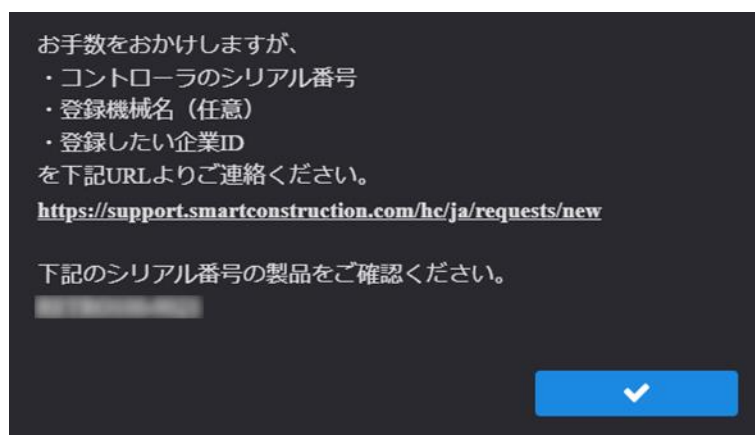 お手数をおかけしますが、
・コントローラのシリアル番号
・登録機械名（任意）
・登録したい企業ID
を下記URLよりご連絡ください。
https://support.smartconstruction.com/hc/ja/requests/new
下記のシリアル番号の製品をご確認ください。